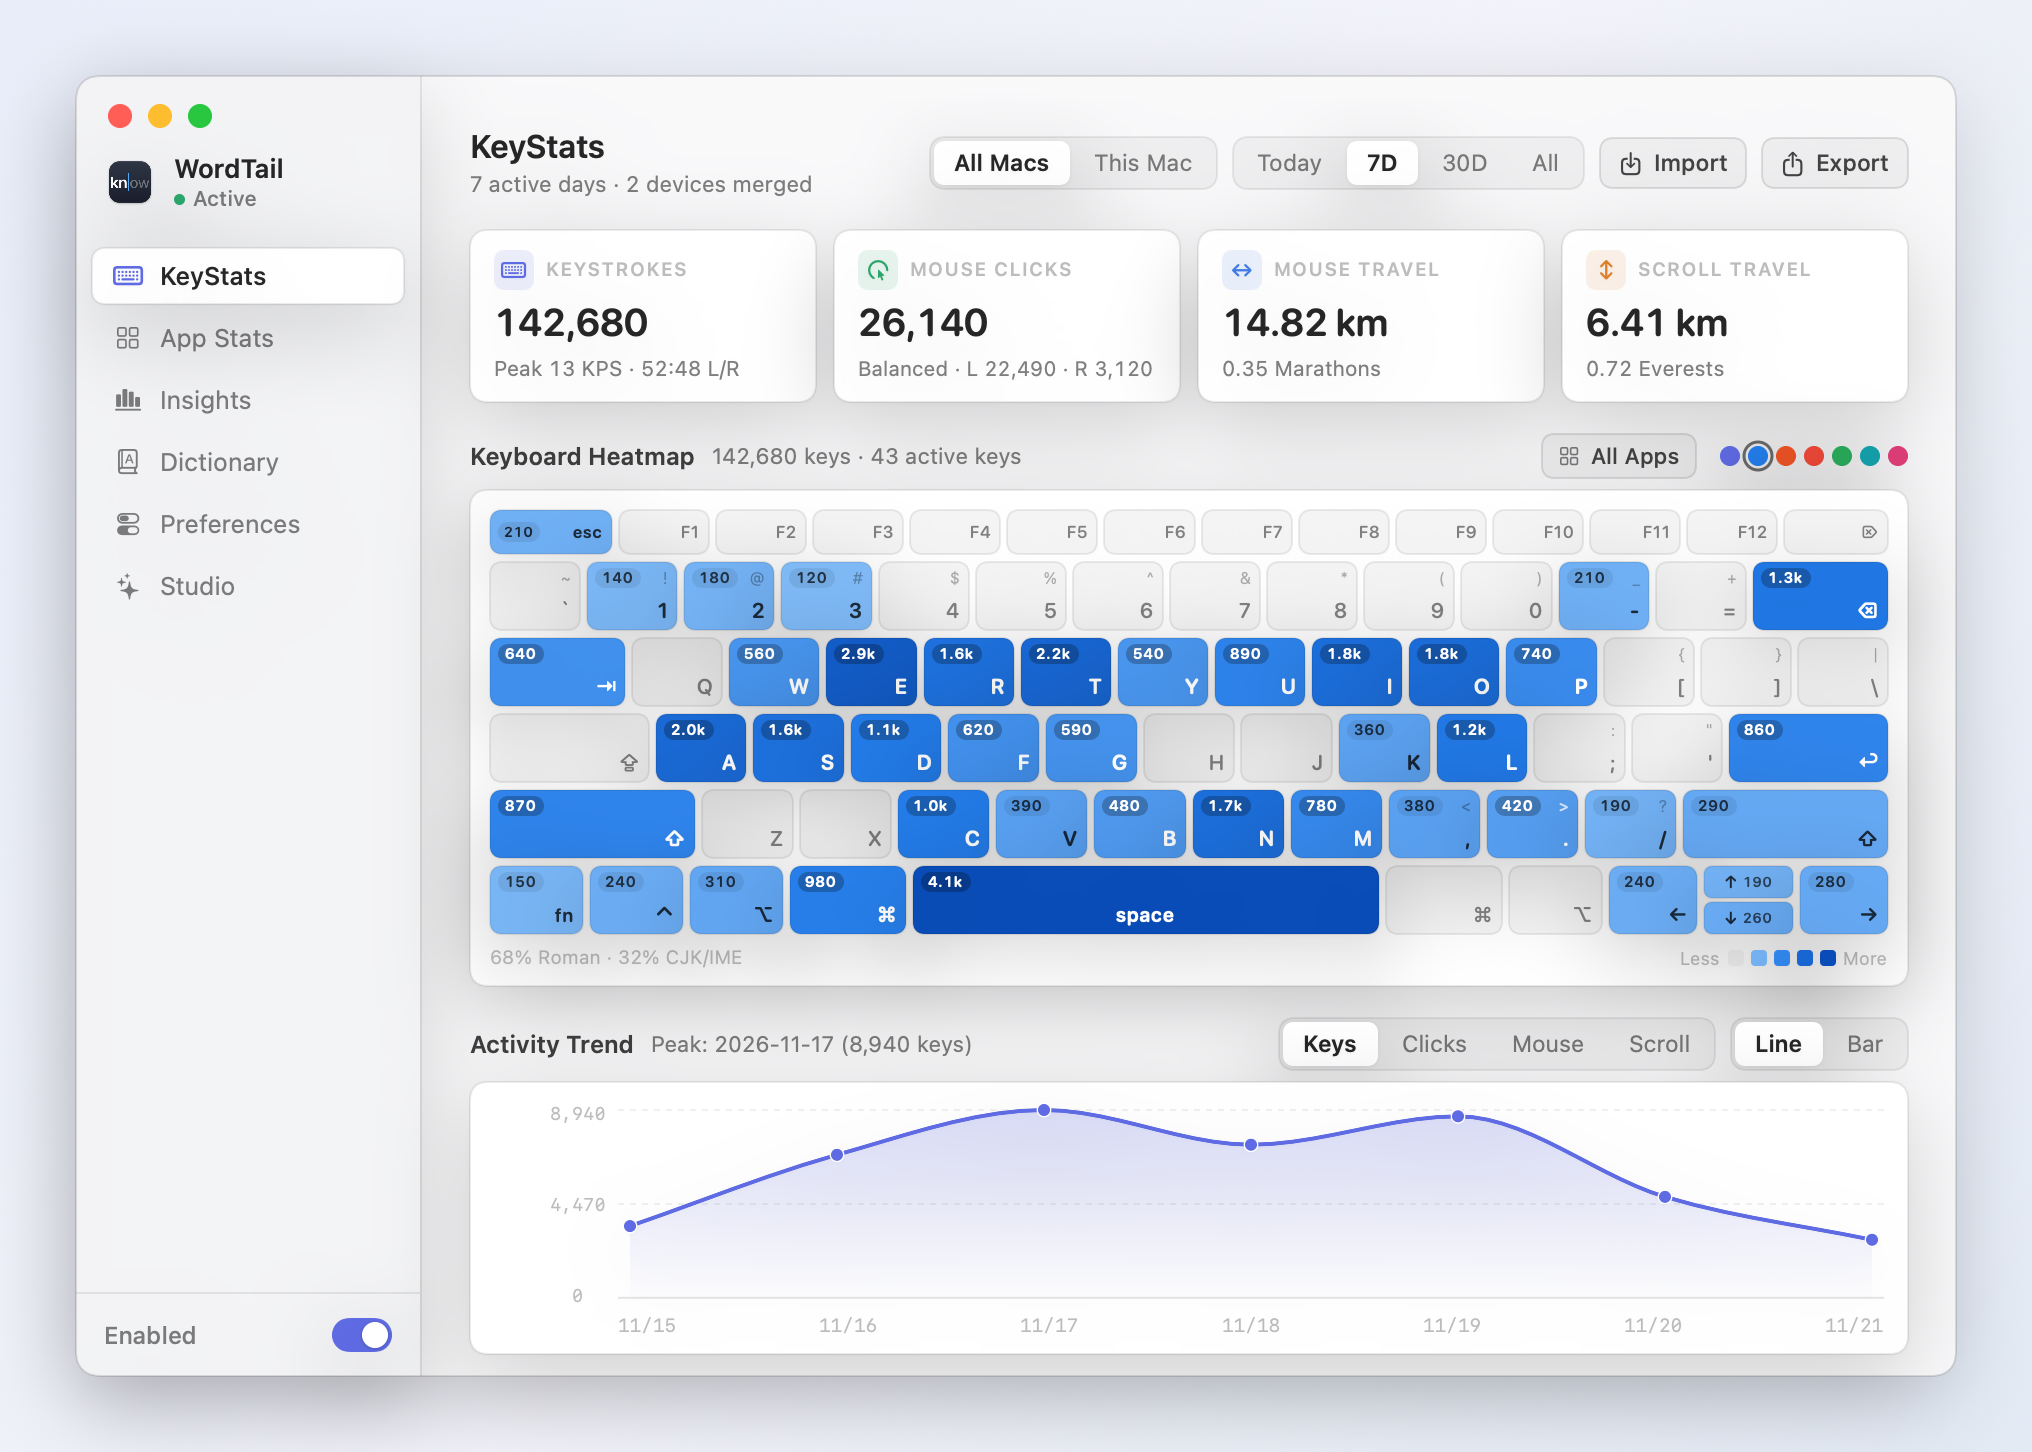 WordTail
know
Active
KeyStats
App Stats
Insights
Dictionary
Preferences
Studio
Enabled
KeyStats
7 active days · 2 devices merged
All Macs This Mac
Today 7D 30D All
Import
Export
KEYSTROKES
142,680
Peak 13 KPS · 52:48 L/R
MOUSE CLICKS
26,140
Balanced · L 22,490 · R 3,120
MOUSE TRAVEL
14.82 km
0.35 Marathons
SCROLL TRAVEL
6.41 km
0.72 Everests
Keyboard Heatmap 142,680 keys · 43 active keys
All Apps
210 esc F1 F2 F3 F4 F5 F6 F7 F8 F9 F10 F11 F12
~ 140 ! 180 @ 120 # $ % ^ & * ( ) 210 _ + 1.3k
` 1 2 3 4 5 6 7 8 9 0 - =
640 560 2.9k 1.6k 2.2k 540 890 1.8k 1.8k 740 { } |
⇥ Q W E R T Y U I O P [ ] \
2.0k 1.6k 1.1k 620 590 360 1.2k : " 860
A S D F G H J K L ; '
870 1.0k 390 480 1.7k 780 380 < 420 > 190 ? 290
Z X C V B N M , . /
150 240 310 980 4.1k 240 ↑ 190 280
fn ^ ⌥ ⌘ space ⌘ ⌥ ← ↓ 260 →
68% Roman · 32% CJK/IME
Less More
Activity Trend Peak: 2026-11-17 (8,940 keys)
Keys Clicks Mouse Scroll
Line Bar
8,940
4,470
0
11/15 11/16 11/17 11/18 11/19 11/20 11/21